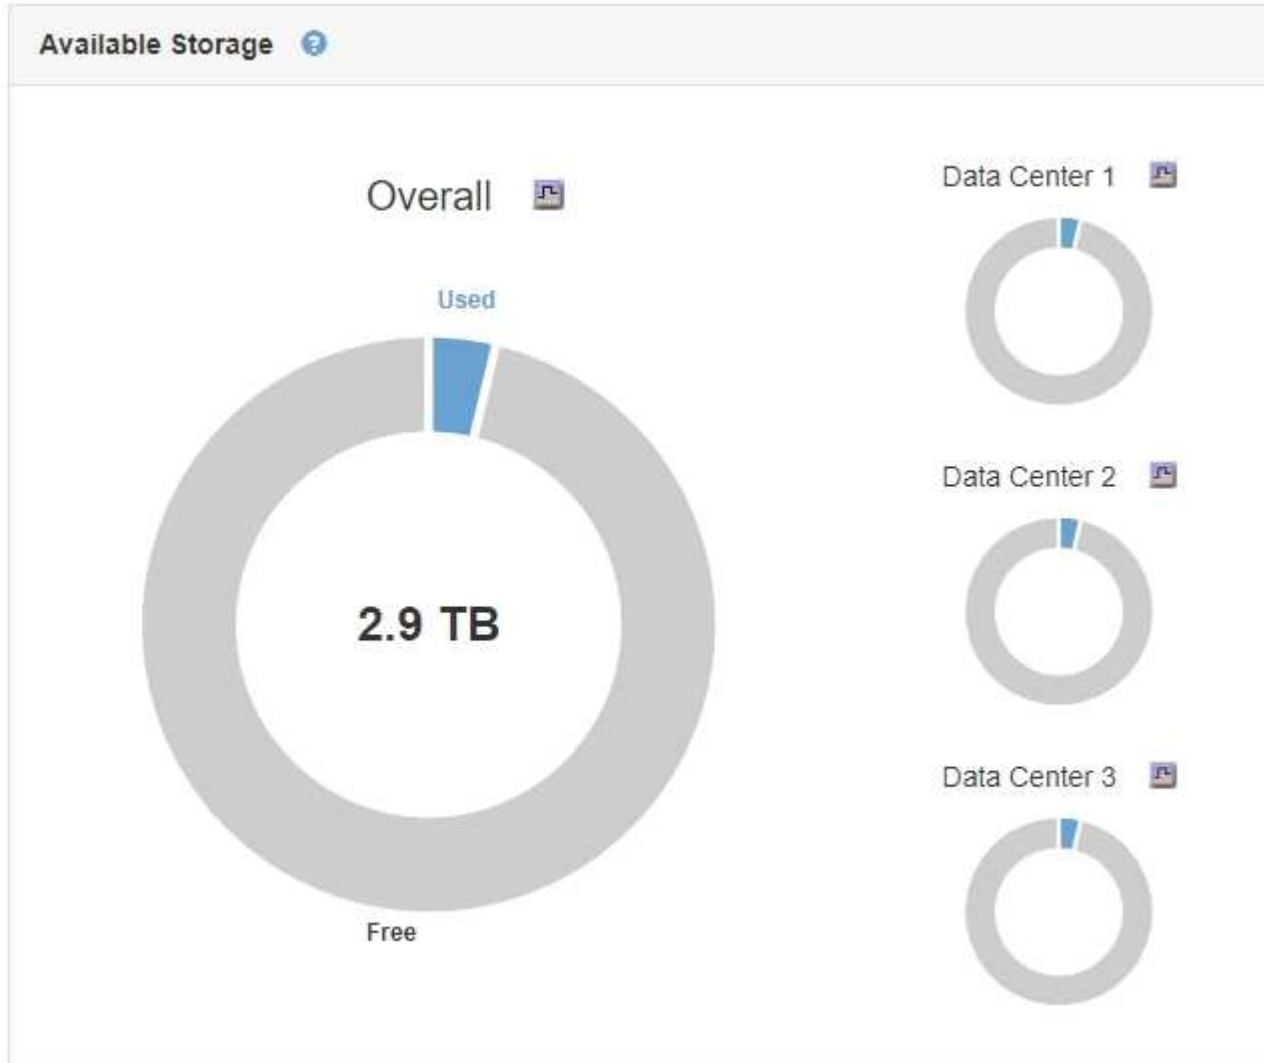 Available Storage ?
Overall
Used
2.9 TB
Free
Data Center 1
Data Center 2
Data Center 3